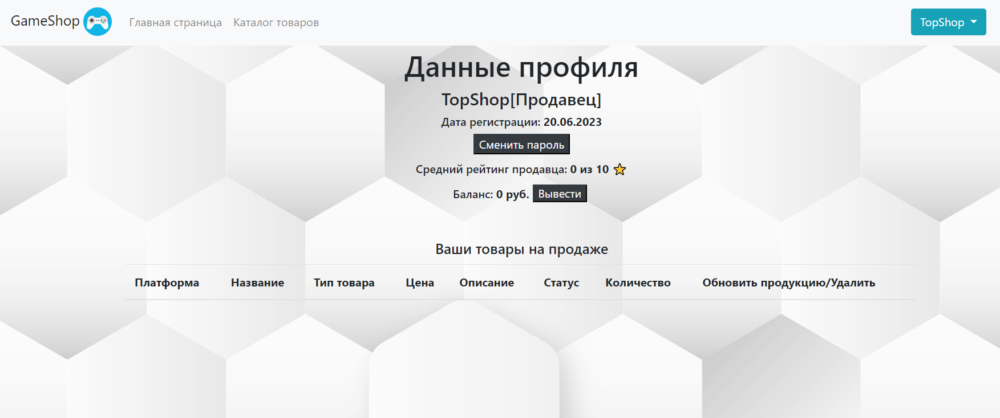 GameShop Главная страница Каталог товаров TopShop
Данные профиля
TopShop[Продавец]
Дата регистрации: 20.06.2023
Сменить пароль
Средний рейтинг продавца: 0 из 10
Баланс: 0 руб. Вывести
Ваши товары на продаже
Платформа Название Тип товара Цена Описание Статус Количество Обновить продукцию/Удалить